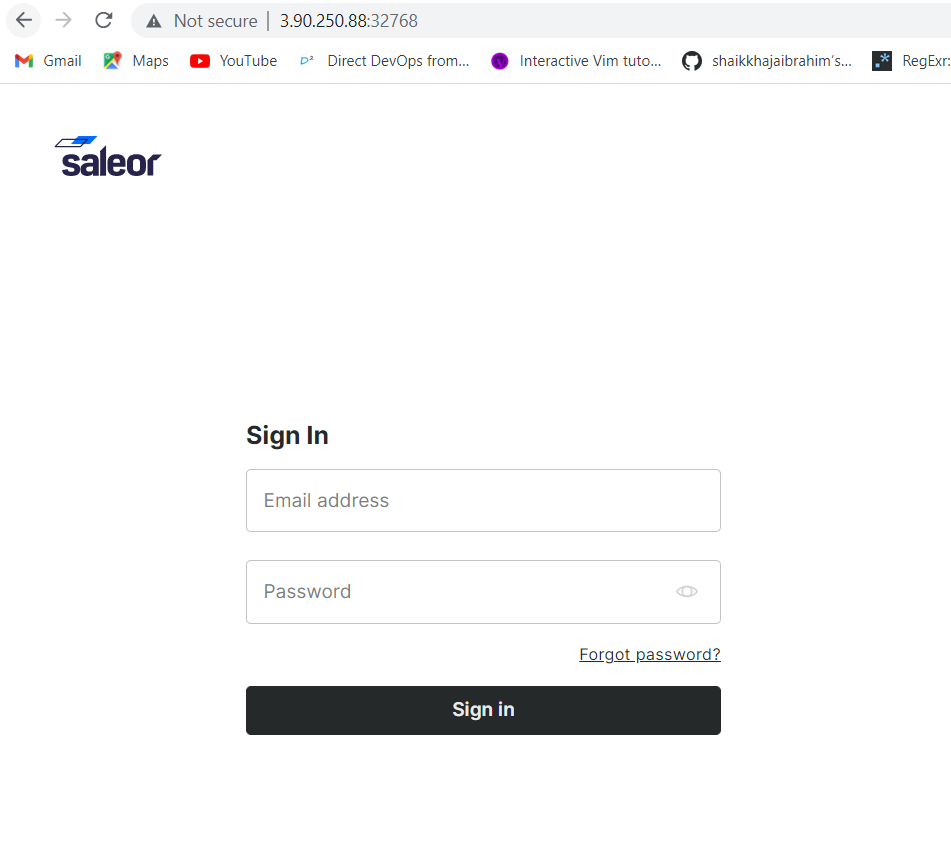 Not secure | 3.90.250.88:32768
Gmail Maps YouTube D² Direct DevOps from... Interactive Vim tuto... shaikkhajaibrahim's... .* RegExr:
saleor
Sign In
Email address
Password
Forgot password?
Sign in